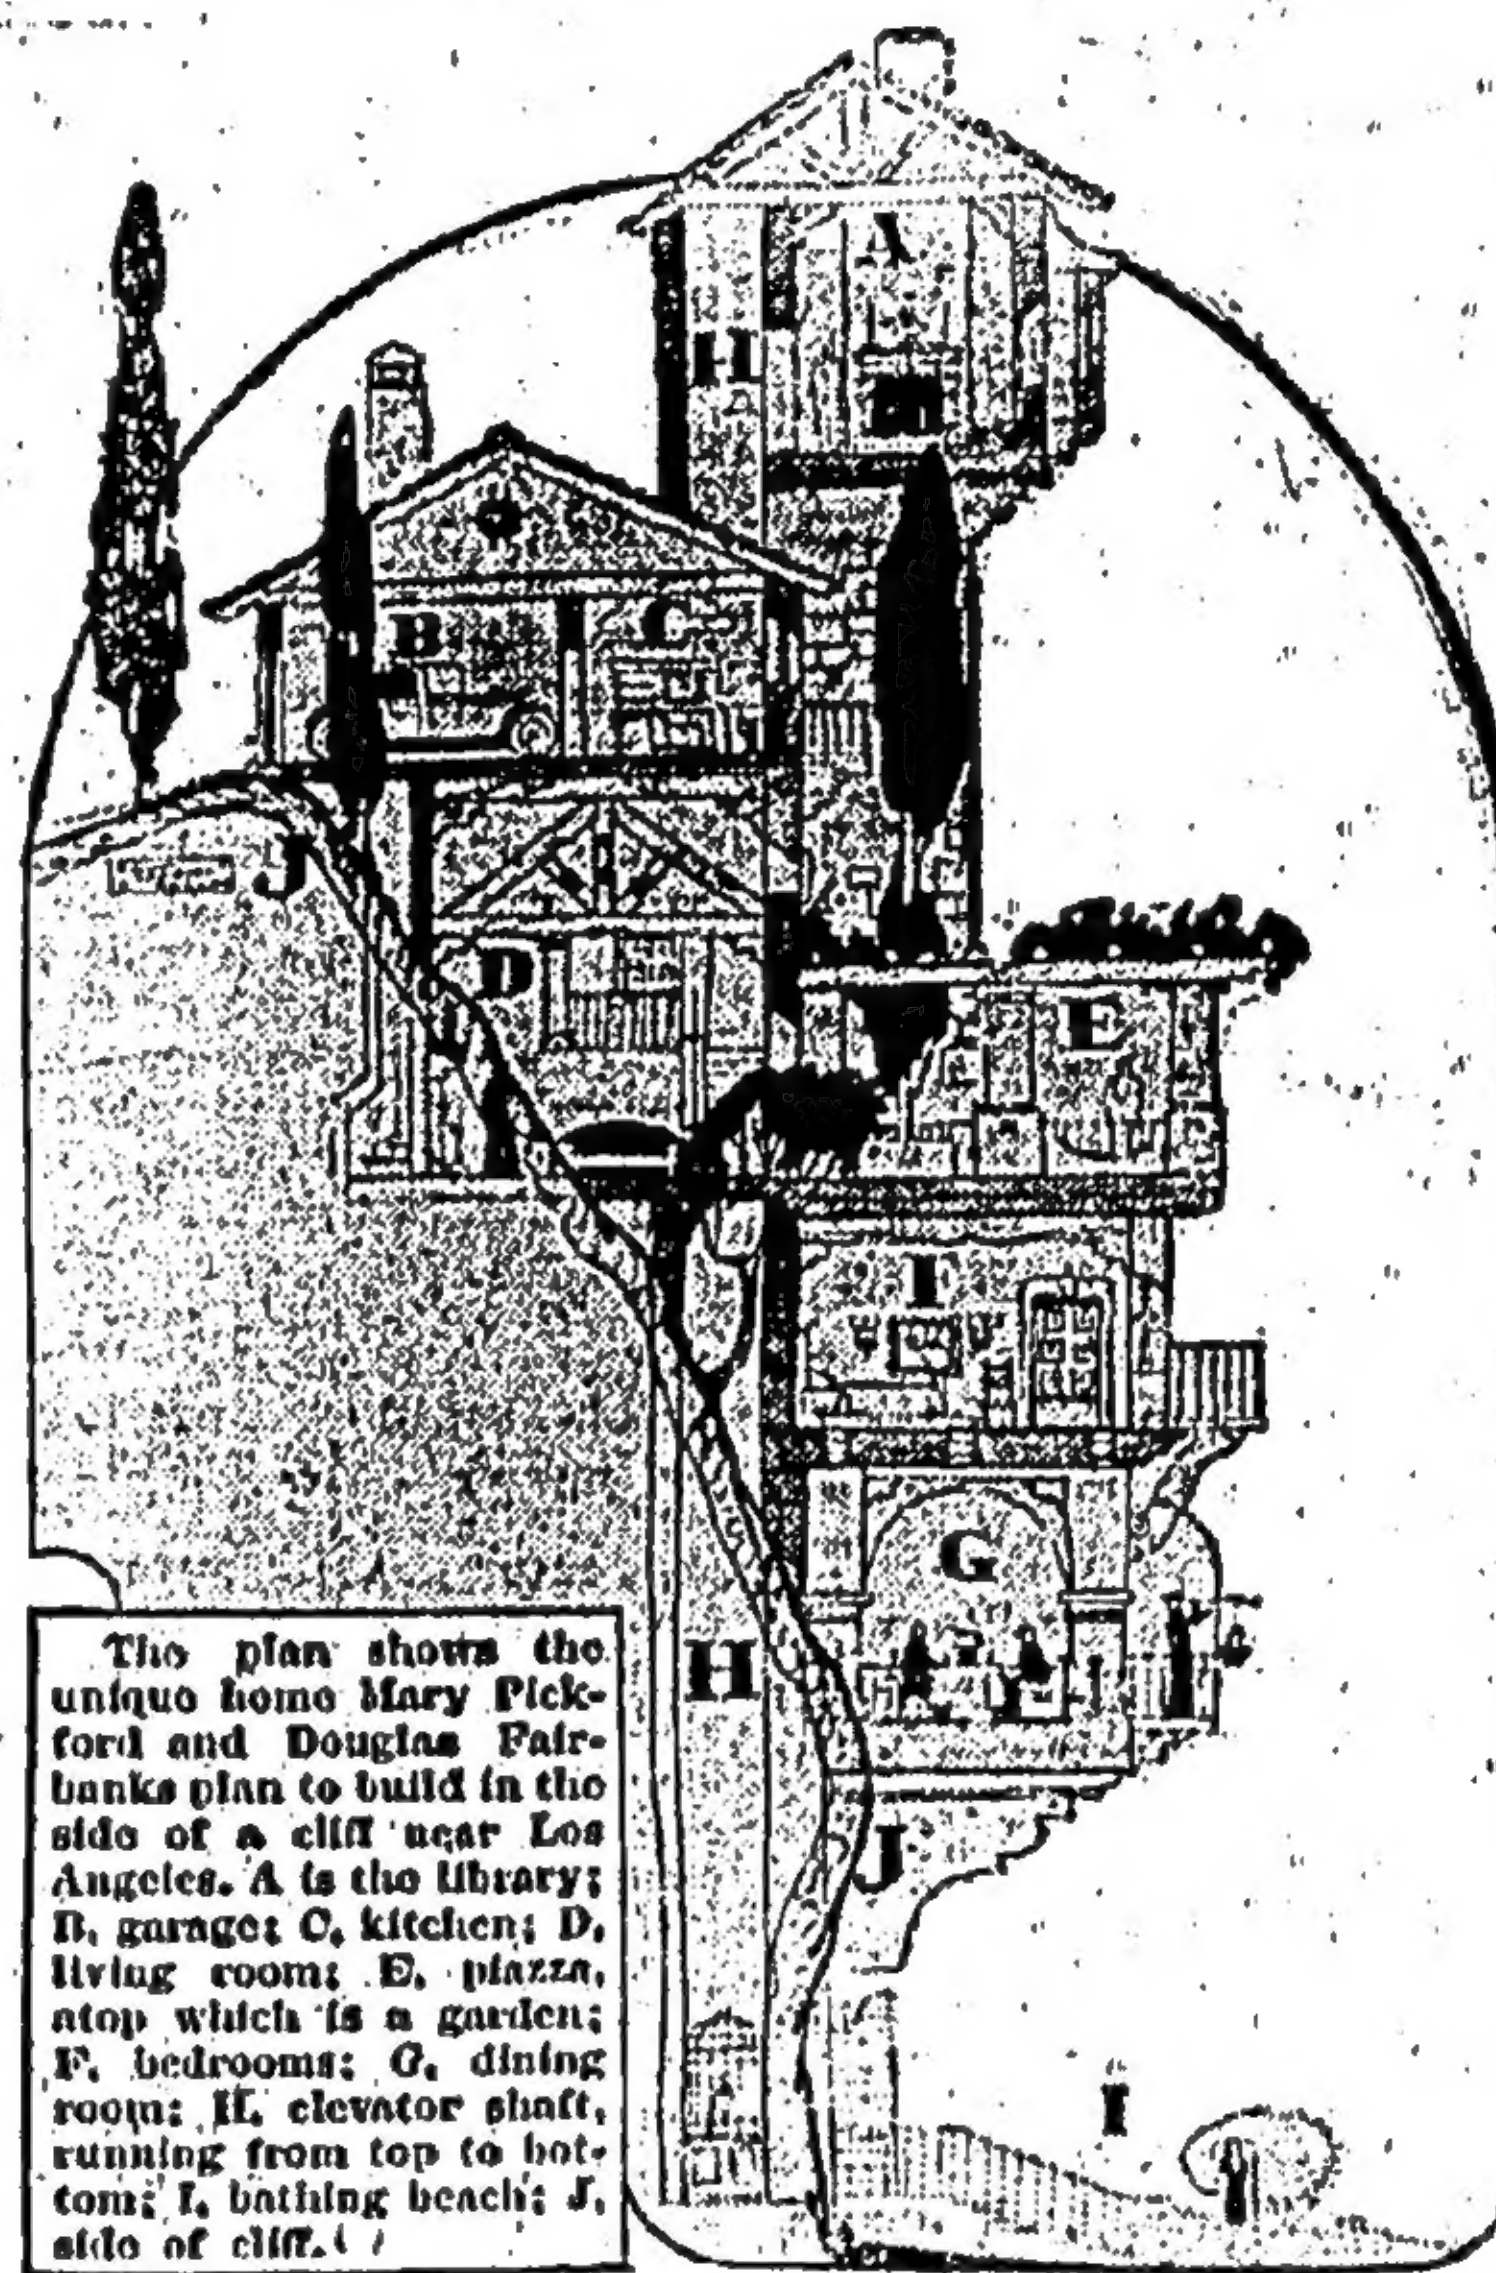 A
H
B
C
J
D
E
F
G
H
J
I
The plan shows the
unique home Mary Pick-
ford and Douglas Fair-
banks plan to build in the
side of a cliff near Los
Angeles. A is the library;
B, garage; C, kitchen; D,
living room; E, piazza,
atop which is a garden;
F, bedrooms; G, dining
room; H, elevator shaft,
running from top to bot-
tom; I, bathing beach; J,
side of cliff.